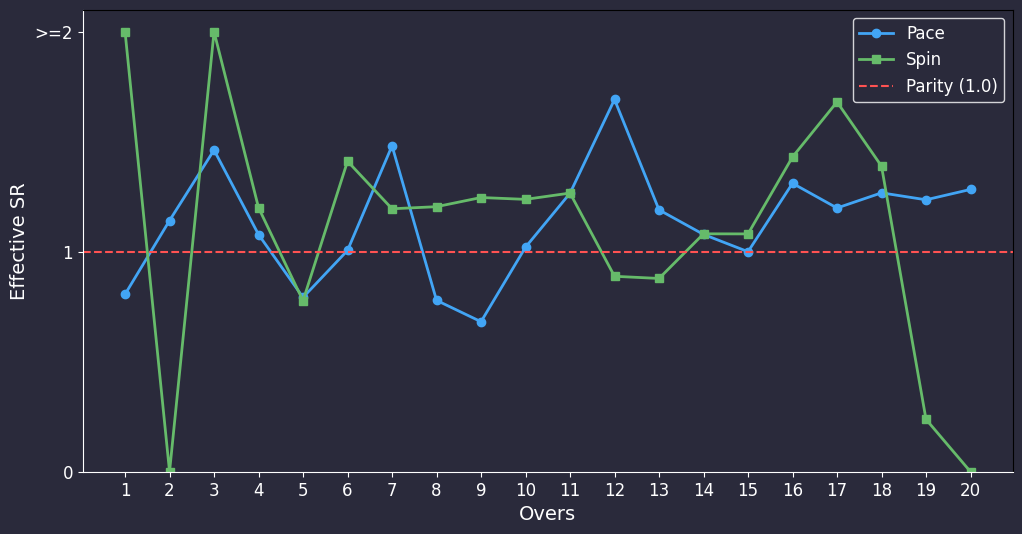 >=2
1
0
Effective SR
Pace
Spin
Parity (1.0)
1 2 3 4 5 6 7 8 9 10 11 12 13 14 15 16 17 18 19 20
Overs